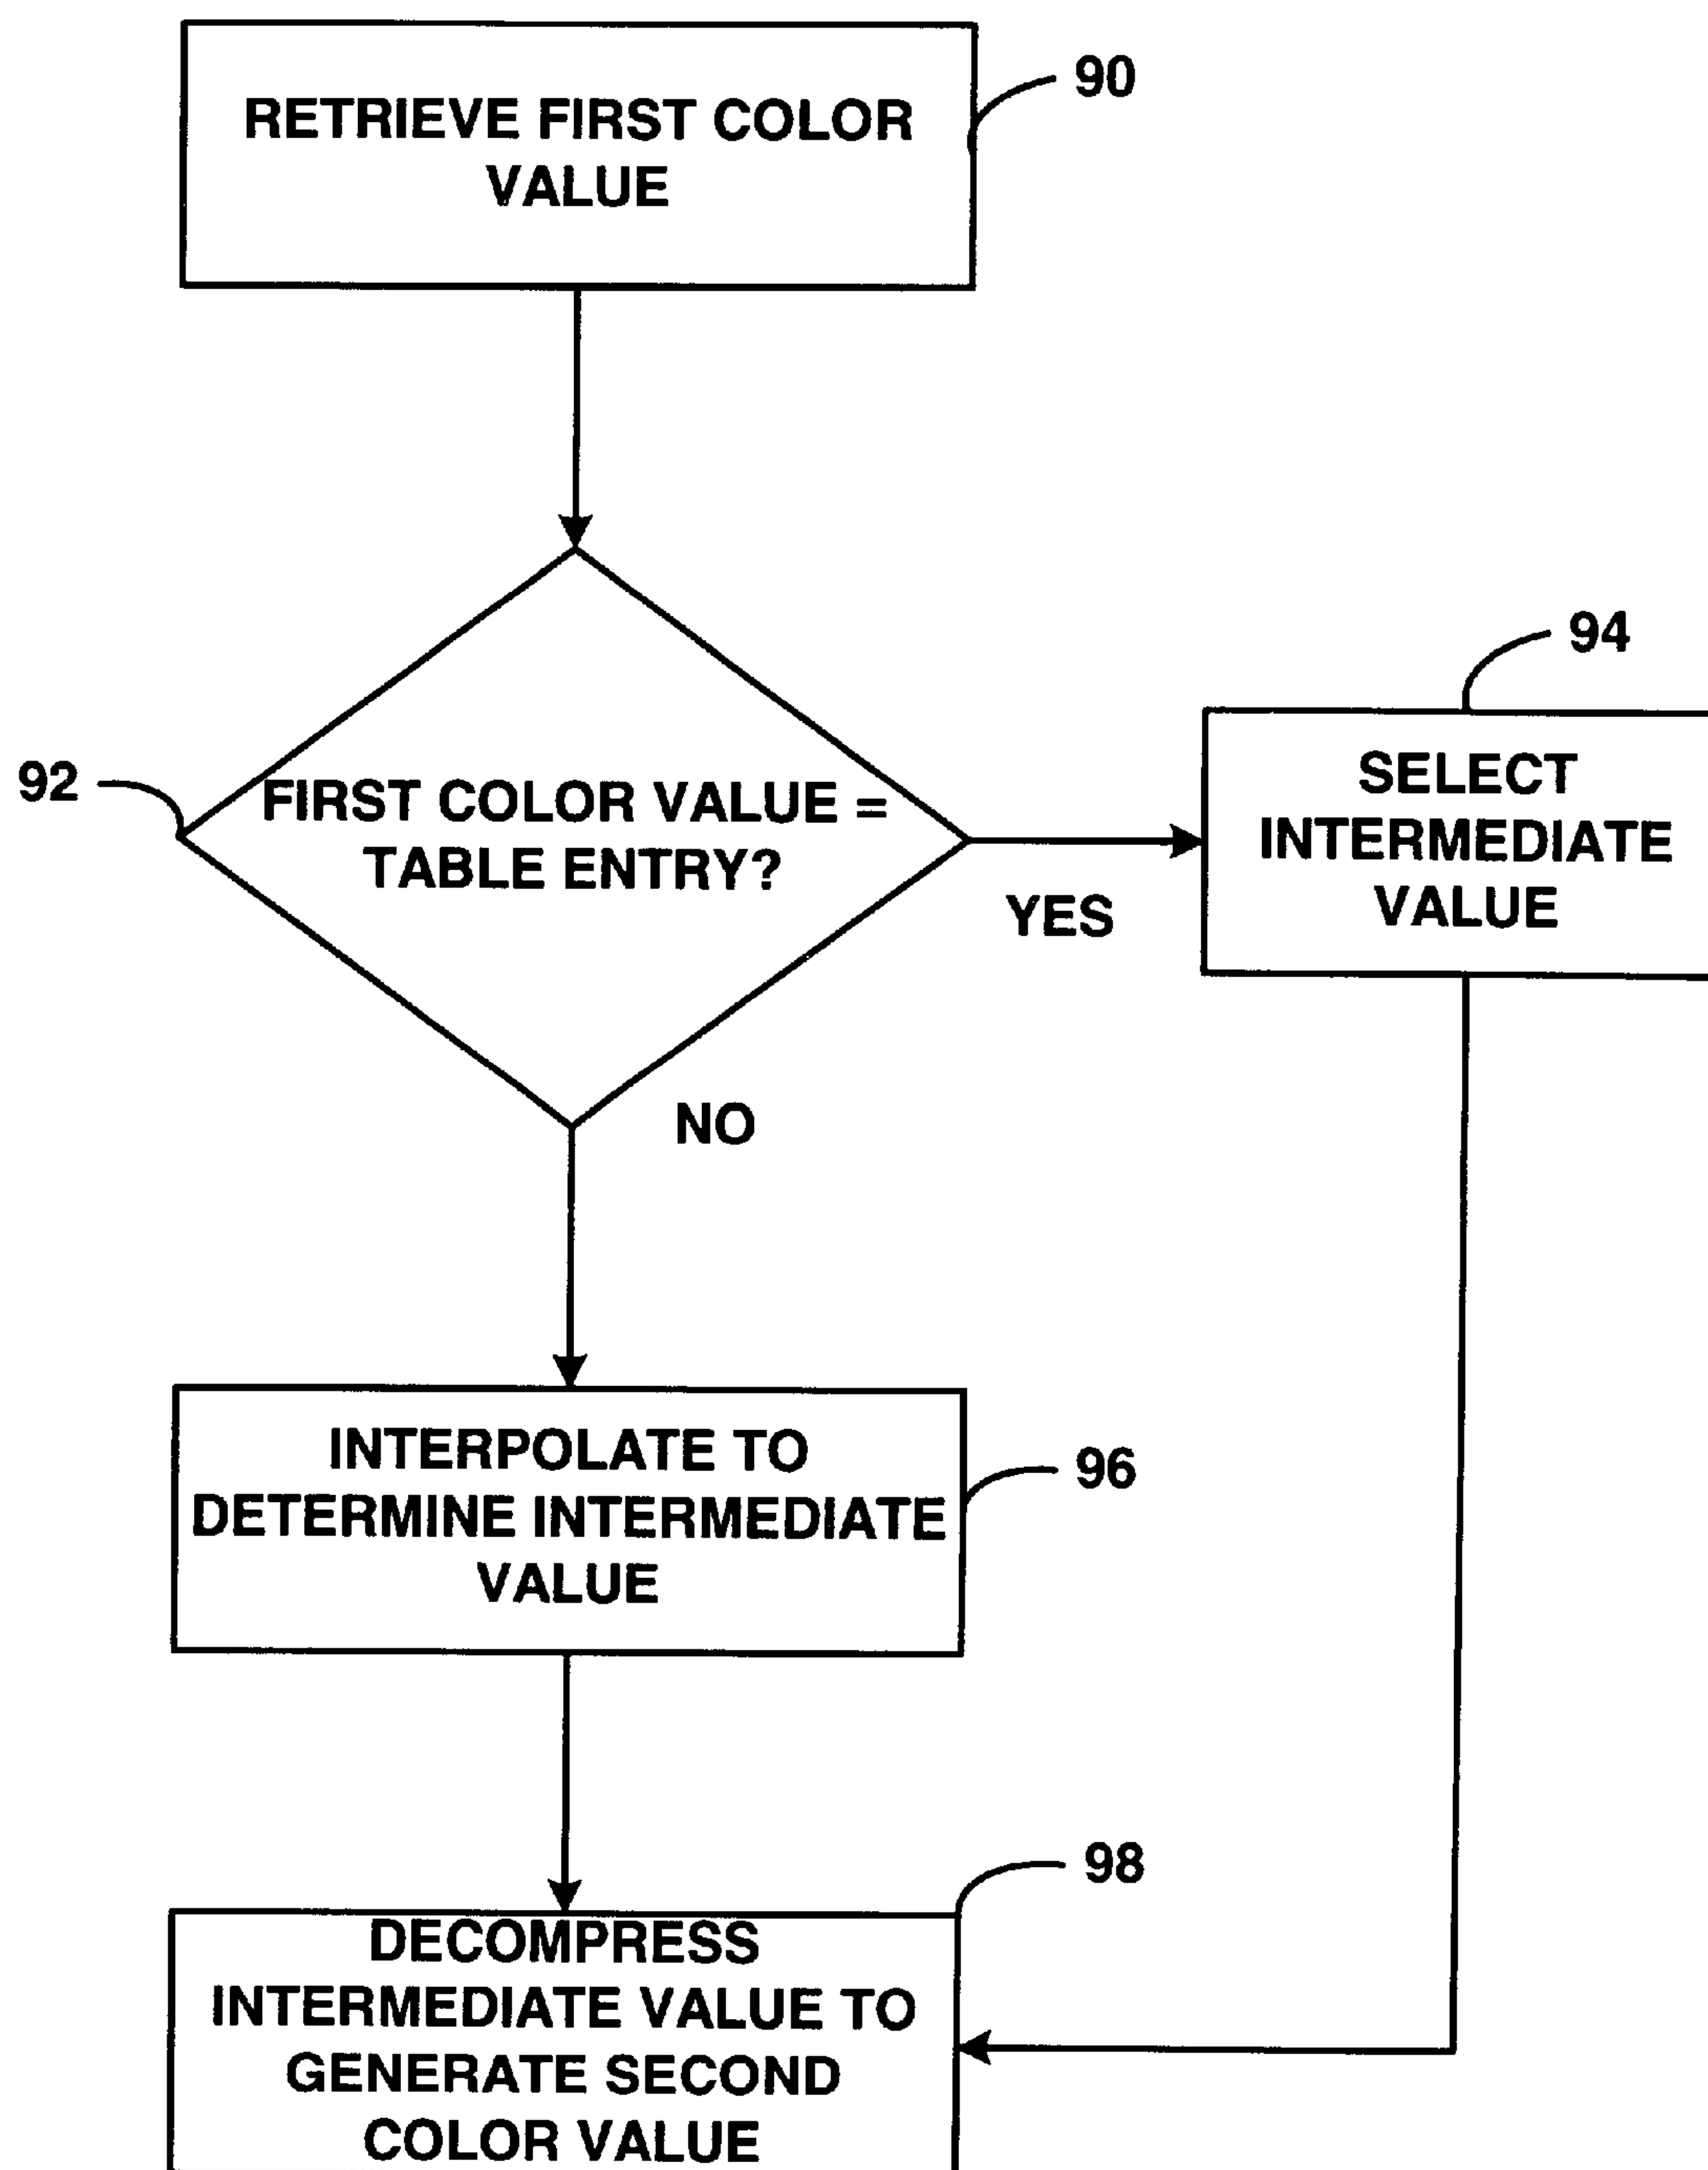 RETRIEVE FIRST COLOR
VALUE
90
92
FIRST COLOR VALUE =
TABLE ENTRY?
YES
NO
94
SELECT
INTERMEDIATE
VALUE
INTERPOLATE TO
DETERMINE INTERMEDIATE
VALUE
96
98
DECOMPRESS
INTERMEDIATE VALUE TO
GENERATE SECOND
COLOR VALUE